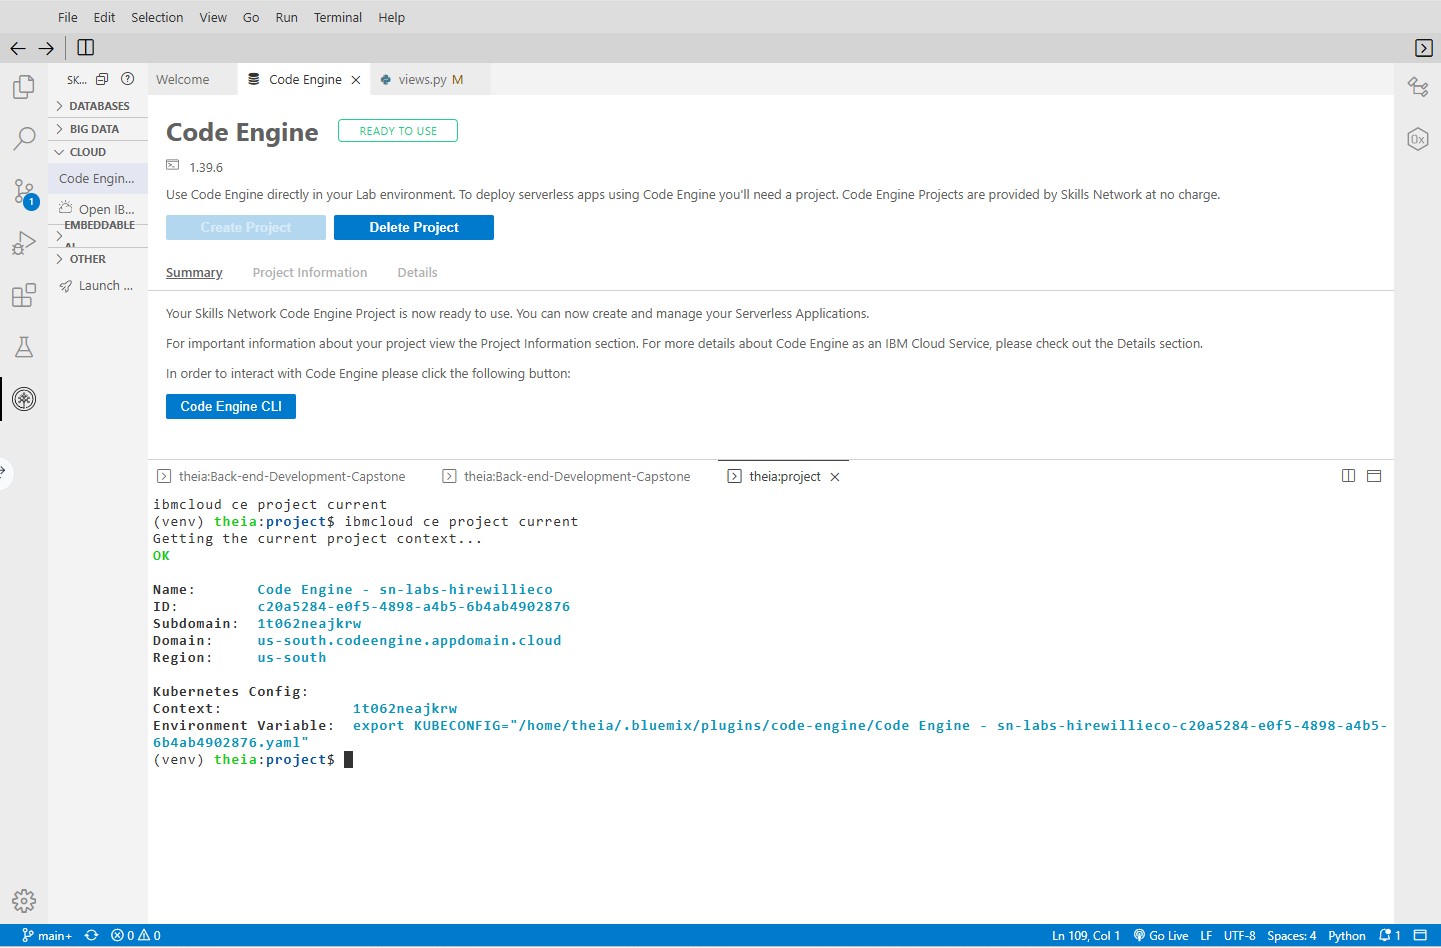 File Edit Selection View Go Run Terminal Help
SK...
Welcome Code Engine views.py M
DATABASES
BIG DATA
CLOUD
Code Engin...
Open IB...
EMBEDDABLE
AI
OTHER
Launch ...
1
Code Engine READY TO USE
1.39.6
Use Code Engine directly in your Lab environment. To deploy serverless apps using Code Engine you'll need a project. Code Engine Projects are provided by Skills Network at no charge.
Create Project Delete Project
Summary Project Information Details
Your Skills Network Code Engine Project is now ready to use. You can now create and manage your Serverless Applications.
For important information about your project view the Project Information section. For more details about Code Engine as an IBM Cloud Service, please check out the Details section.
In order to interact with Code Engine please click the following button:
Code Engine CLI
0x
theia:Back-end-Development-Capstone theia:Back-end-Development-Capstone theia:project
ibmcloud ce project current
(venv) theia:project$ ibmcloud ce project current
Getting the current project context...
OK
Name: Code Engine - sn-labs-hirewillieco
ID: c20a5284-e0f5-4898-a4b5-6b4ab4902876
Subdomain: 1t062neajkrw
Domain: us-south.codeengine.appdomain.cloud
Region: us-south
Kubernetes Config:
Context: 1t062neajkrw
Environment Variable: export KUBECONFIG="/home/theia/.bluemix/plugins/code-engine/Code Engine - sn-labs-hirewillieco-c20a5284-e0f5-4898-a4b5-
6b4ab4902876.yaml"
(venv) theia:project$
main+ 0 0 Ln 109, Col 1 Go Live LF UTF-8 Spaces: 4 Python 1